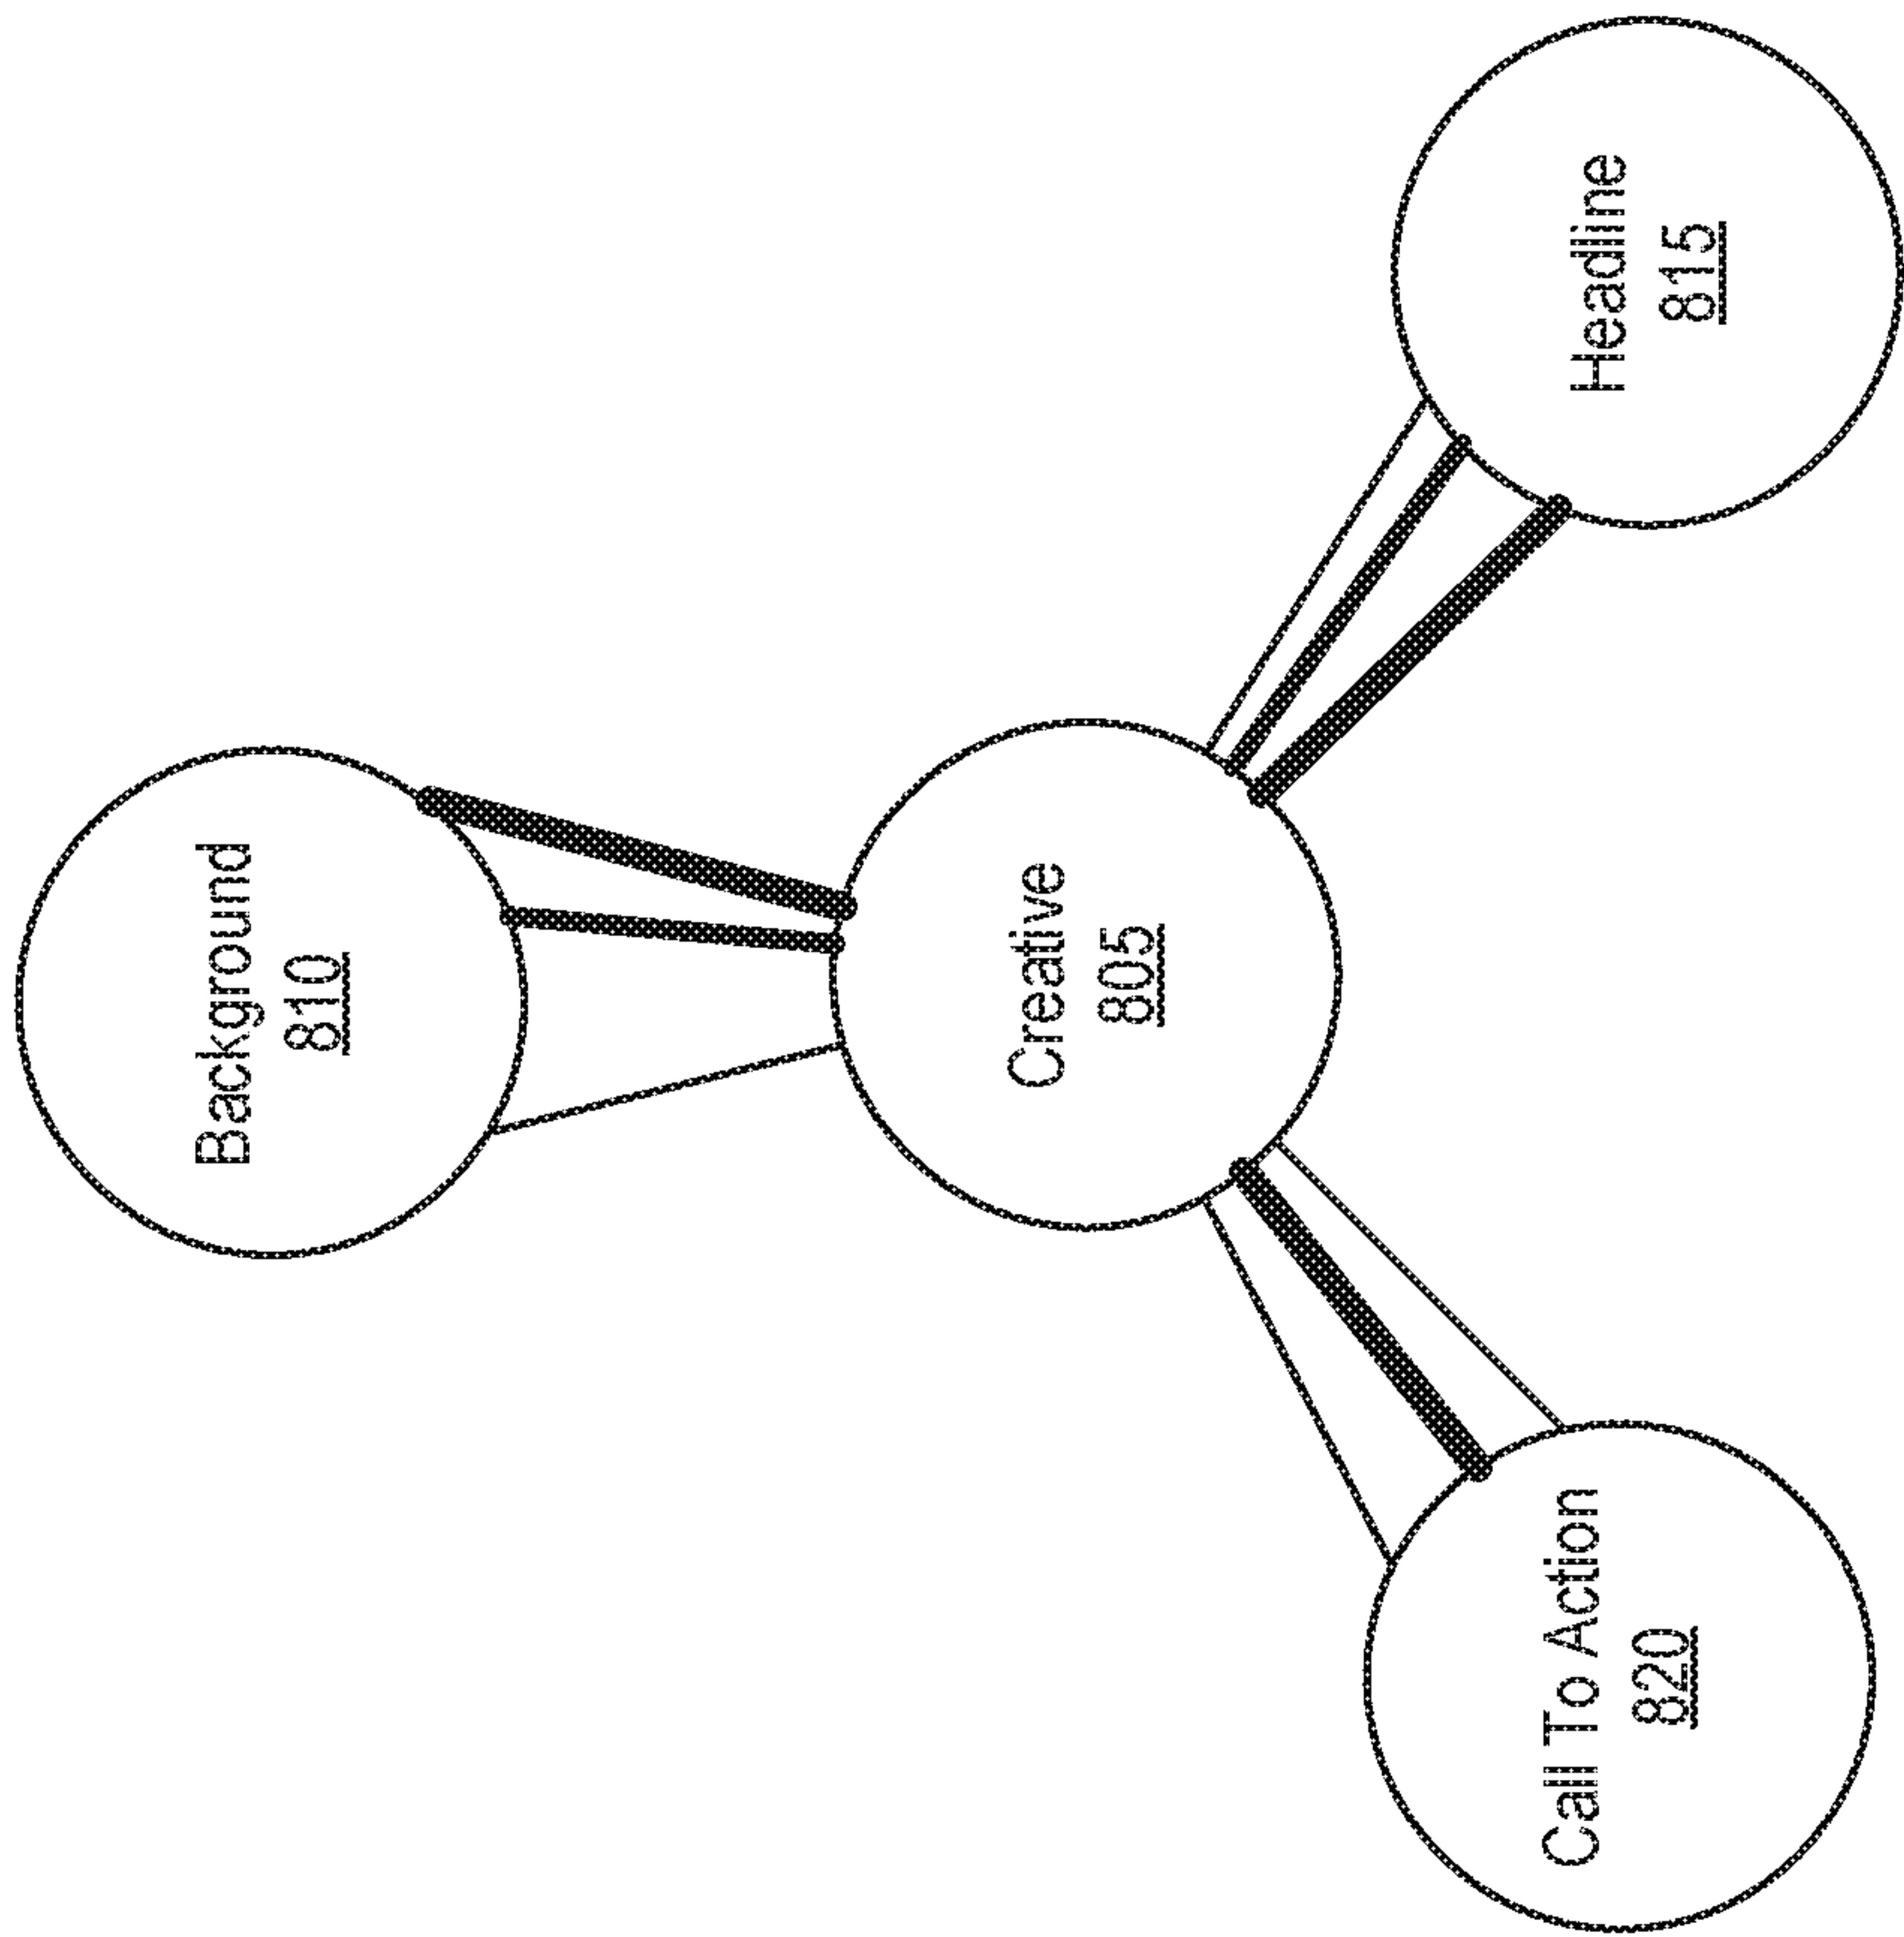 Background
810
Creative
805
Headline
815
Call To Action
820